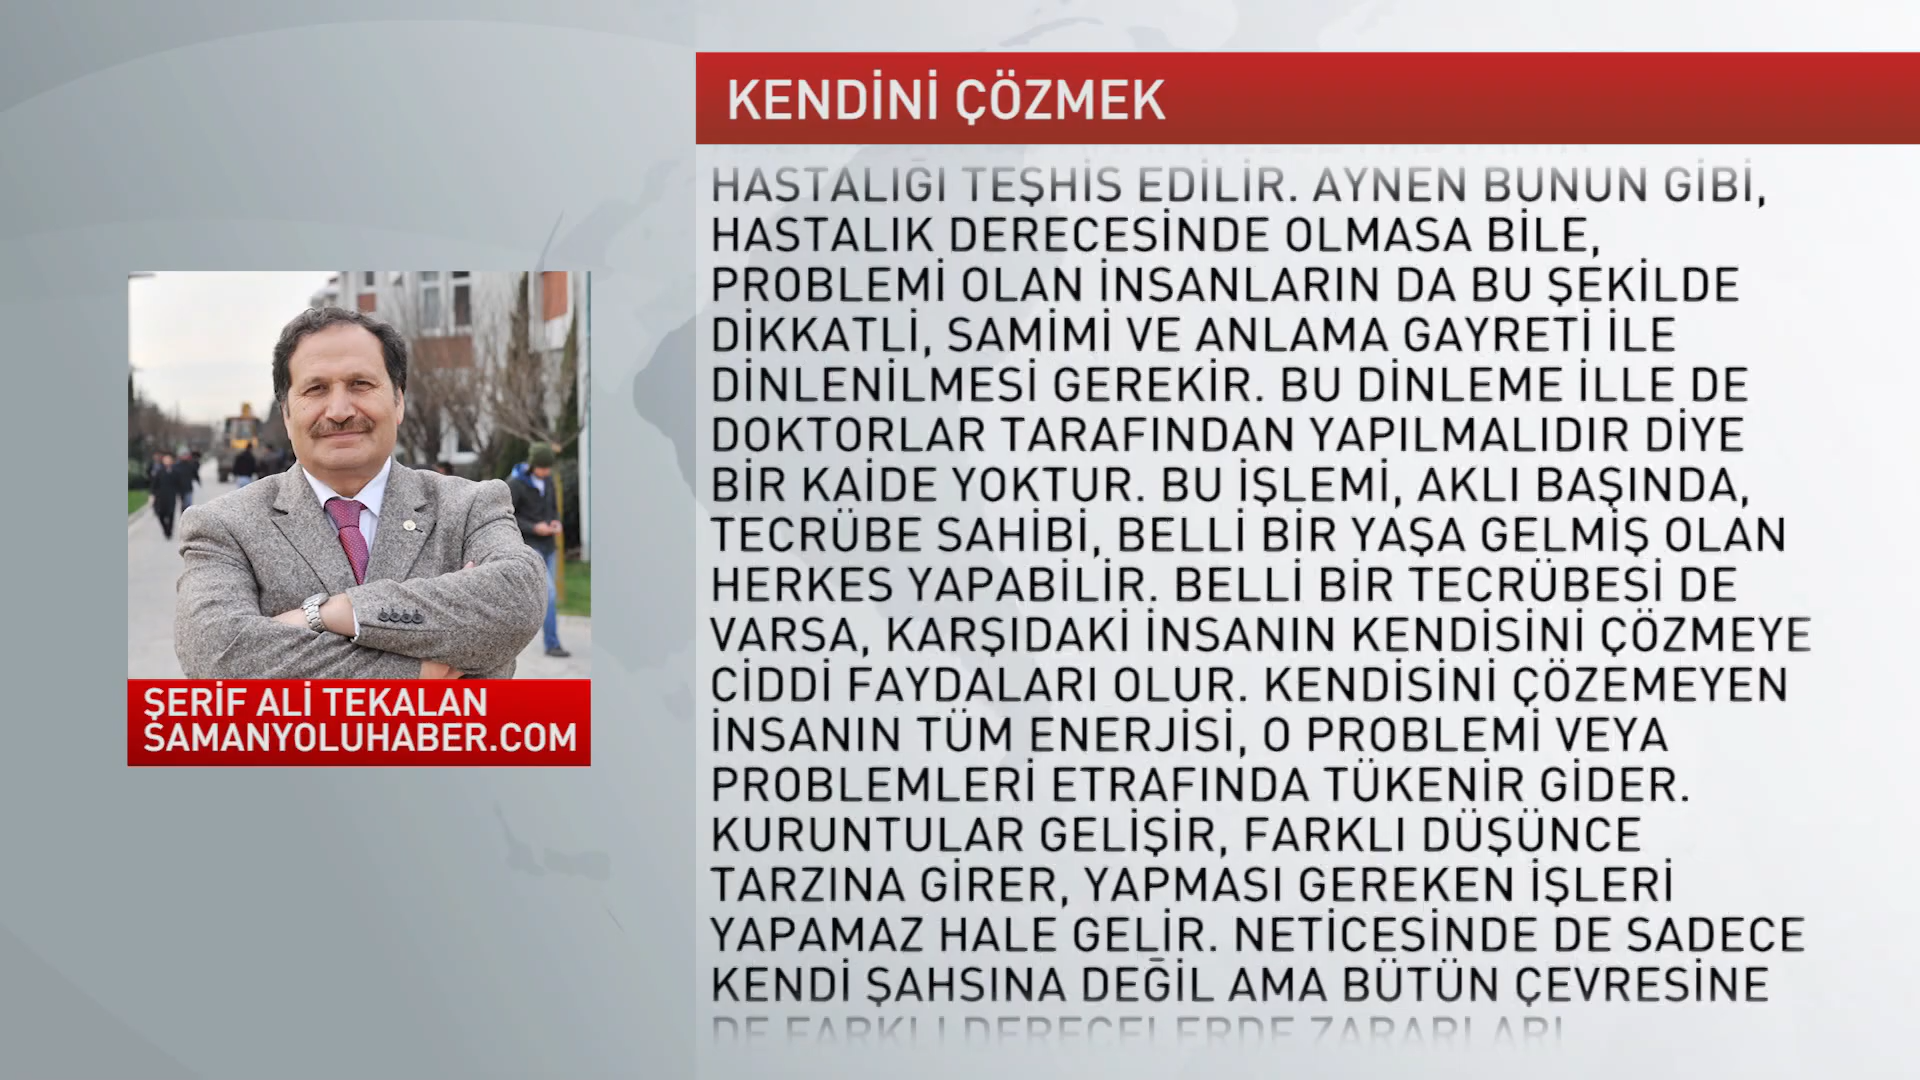 KENDİNİ ÇÖZMEK
HASTALIĞI TEŞHİS EDİLİR. AYNEN BUNUN GİBİ,
HASTALIK DERECESİNDE OLMASA BİLE,
PROBLEMİ OLAN İNSANLARIN DA BU ŞEKİLDE
DİKKATLİ, SAMİMİ VE ANLAMA GAYRETİ İLE
DİNLENİLMESİ GEREKİR. BU DİNLEME İLLE DE
DOKTORLAR TARAFINDAN YAPILMALIDIR DİYE
BİR KAİDE YOKTUR. BU İŞLEMİ, AKLI BAŞINDA,
TECRÜBE SAHİBİ, BELLİ BİR YAŞA GELMİŞ OLAN
HERKES YAPABİLİR. BELLİ BİR TECRÜBESİ DE
VARSA, KARŞIDAKİ İNSANIN KENDİSİNİ ÇÖZMEYE
CİDDİ FAYDALARI OLUR. KENDİSİNİ ÇÖZEMEYEN
İNSANIN TÜM ENERJİSİ, O PROBLEMİ VEYA
PROBLEMLERİ ETRAFINDA TÜKENİR GİDER.
KURUNTULAR GELİŞİR, FARKLI DÜŞÜNCE
TARZINA GİRER, YAPMASI GEREKEN İŞLERİ
YAPAMAZ HALE GELİR. NETİCESİNDE DE SADECE
KENDİ ŞAHSINA DEĞİL AMA BÜTÜN ÇEVRESİNE
DE FARKLI DERECELERDE ZARARLARI
ŞERİF ALİ TEKALAN
SAMANYOLUHABER.COM